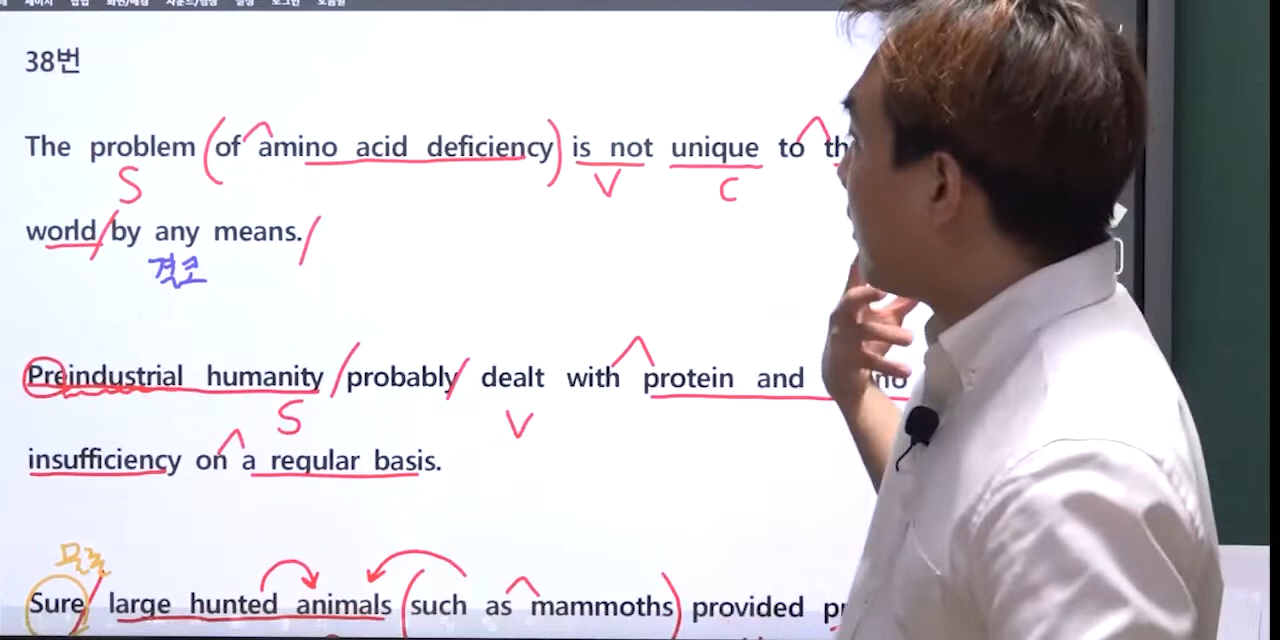 38번
The problem (of amino acid deficiency) is not unique to
S V C
world / by any means. /
결코
Preindustrial humanity / probably / dealt with protein and
S V
insufficiency on a regular basis.
물론
Sure / large hunted animals (such as mammoths) provided